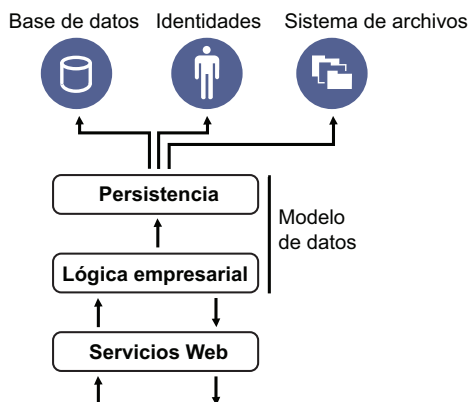 Base de datos
Identidades
Sistema de archivos
Persistencia
Modelo
de datos
Lógica empresarial
Servicios Web